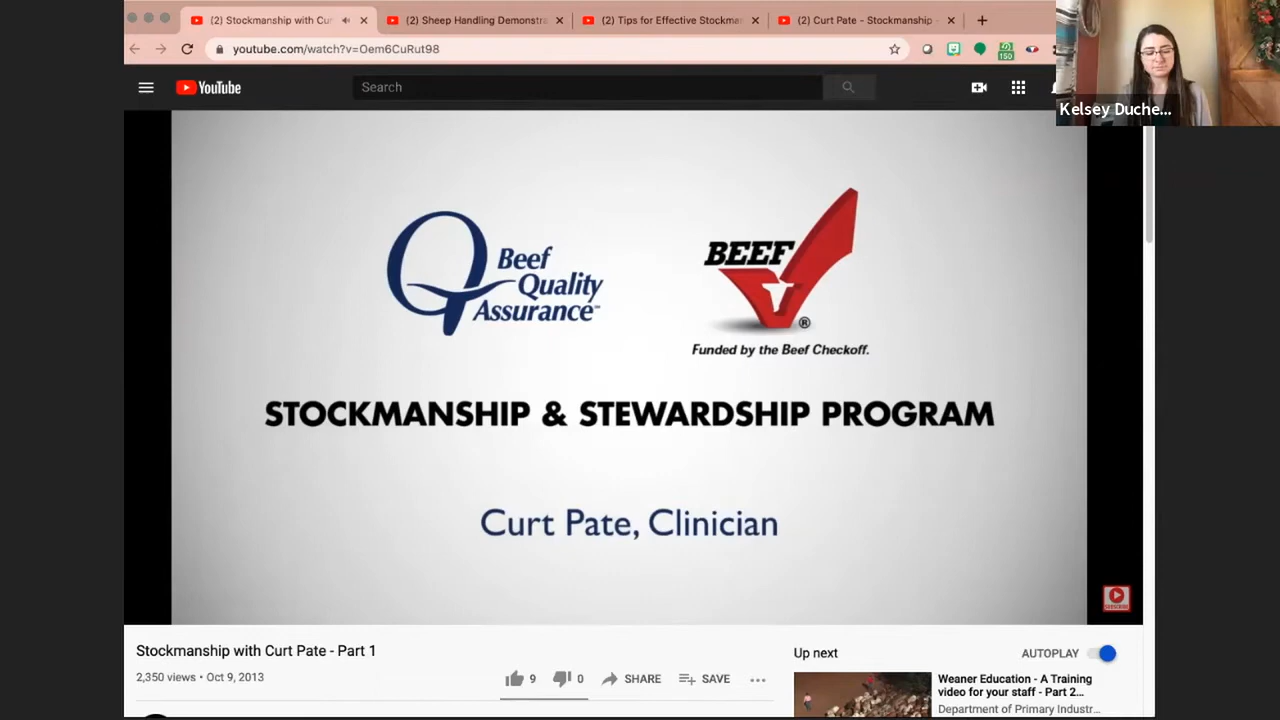 (2) Stockmanship with Cur
(2) Sheep Handling Demonstra
(2) Tips for Effective Stockma
(2) Curt Pate - Stockmanship -
youtube.com/watch?v=Oem6CuRut98
150
YouTube
Search
Kelsey Duche...
Beef
Quality
Assurance
BEEF
®
Funded by the Beef Checkoff.
STOCKMANSHIP & STEWARDSHIP PROGRAM
Curt Pate, Clinician
SUBSCRIBE
Stockmanship with Curt Pate - Part 1
2,350 views • Oct 9, 2013
9
0
SHARE
SAVE
Up next
AUTOPLAY
Weaner Education - A Training
video for your staff - Part 2...
Department of Primary Industr...